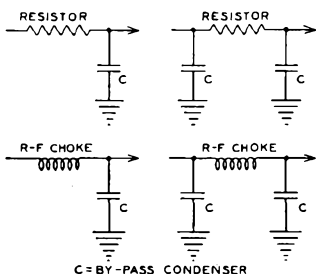 RESISTOR RESISTOR
C C C
R-F CHOKE R-F CHOKE
C C C
C = BY-PASS CONDENSER